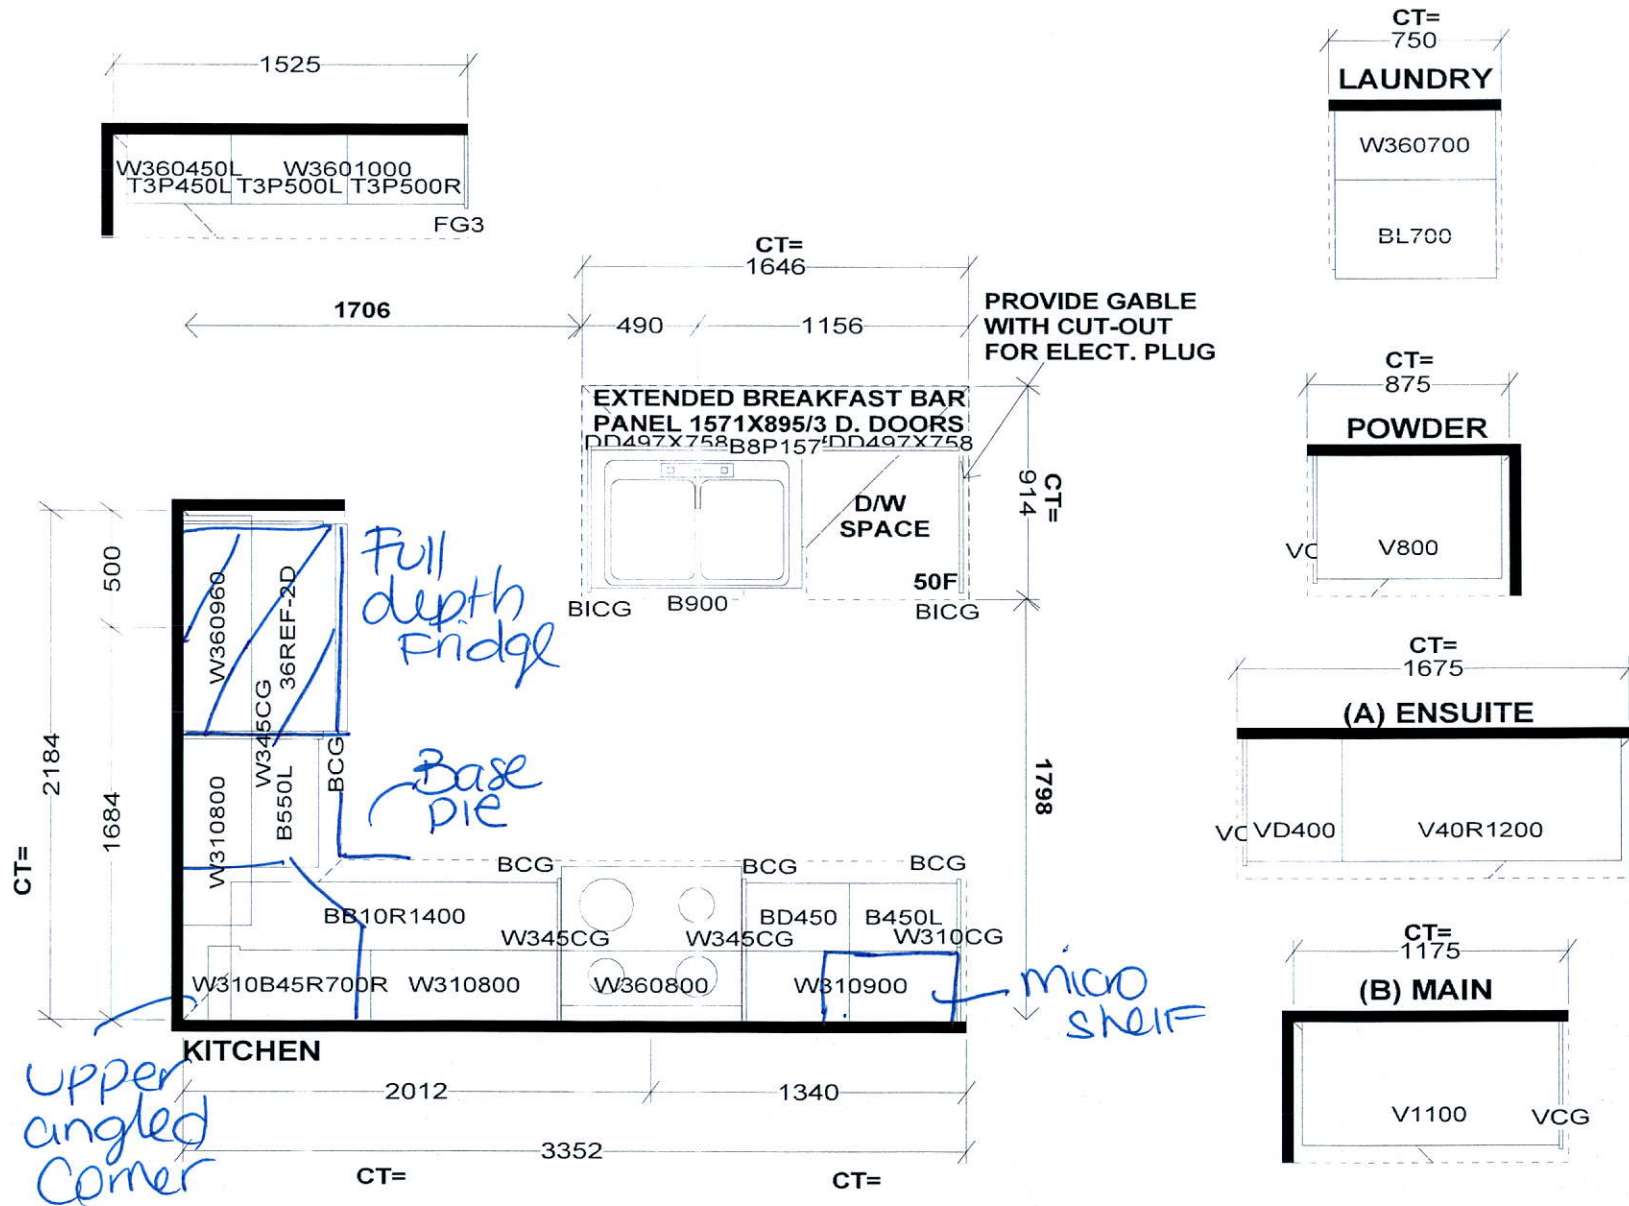 1525
W360450L W3601000
T3P450L T3P500L T3P500R
FG3
CT=
750
LAUNDRY
W360700
BL700
CT=
1646
1706
490
1156
PROVIDE GABLE
WITH CUT-OUT
FOR ELECT. PLUG
EXTENDED BREAKFAST BAR
PANEL 1571X895/3 D. DOORS
DD497X758 B8P157 DD497X758
D/W
SPACE
50F
BICG
B900
BICG
CT=
914
1798
CT=
875
POWDER
VC
V800
CT=
1675
(A) ENSUITE
VC
VD400
V40R1200
CT=
1175
(B) MAIN
V1100
VCG
500
2184
1684
CT=
W360960
36REF-2D
W345CG
W310800
B550L
BCG
Full
depth
Fridge
Base
pie
BCG
BCG
BCG
BB10R1400
BD450
B450L
W345CG
W345CG
W310CG
W310B45R700R
W310800
W360800
W310900
micro
shelf
KITCHEN
upper
angled
Corner
2012
1340
3352
CT=
CT=